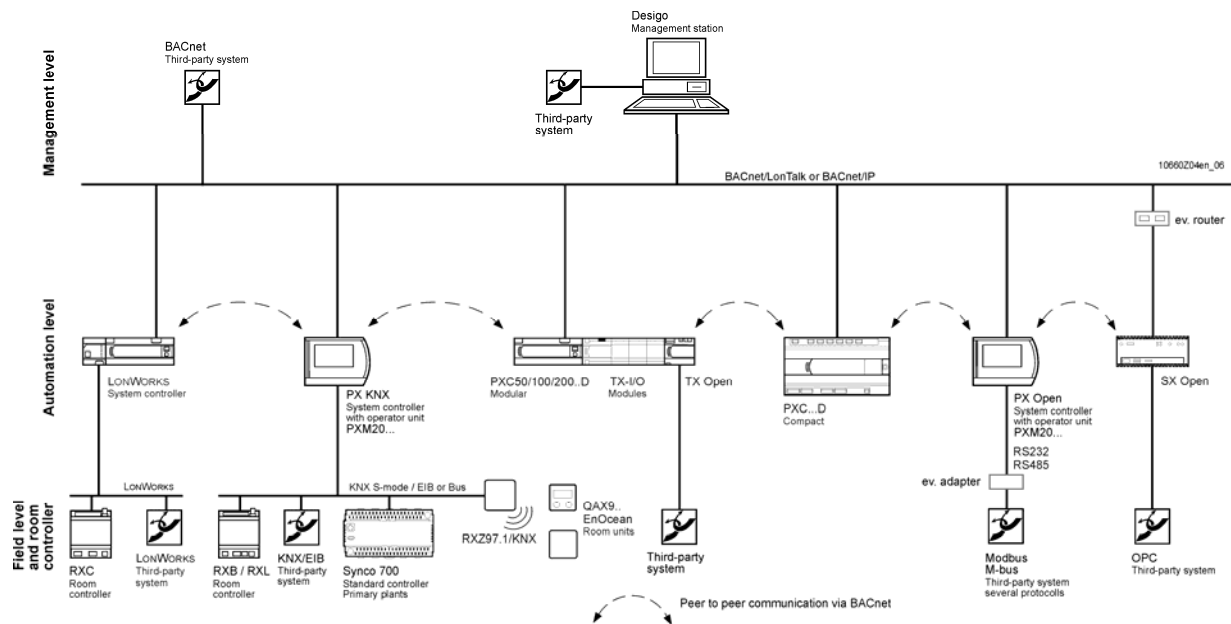 Management level
BACnet
Third-party system
Desigo
Management station
Third-party
system
BACnet/LonTalk or BACnet/IP
10660Z04en_06
ev. router
Automation level
LONWORKS
System controller
PX KNX
System controller
with operator unit
PXM20...
PXC50/100/200..D
Modular
TX-I/O
Modules
TX Open
PXC...D
Compact
PX Open
System controller
with operator unit
PXM20...
RS232
RS485
SX Open
ev. adapter
Field level
and room
controller
LONWORKS
KNX S-mode / EIB or Bus
RXC
Room
controller
LONWORKS
Third-party
system
RXB / RXL
Room
controller
KNX/EIB
Third-party
system
Synco 700
Standard controller
Primary plants
RXZ97.1/KNX
QAX9..
EnOcean
Room units
Third-party
system
Modbus
M-bus
Third-party system
several protocolls
OPC
Third-party system
Peer to peer communication via BACnet